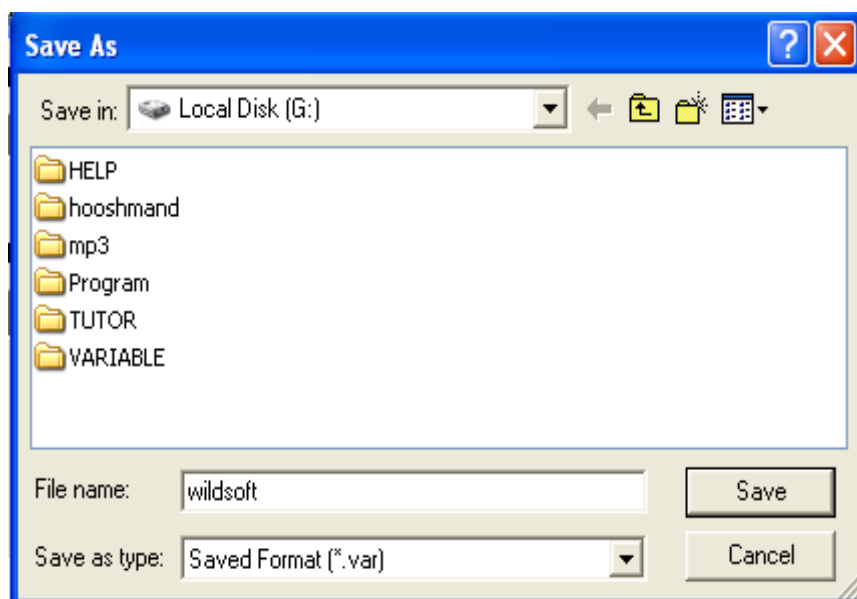 Save As
Save in: Local Disk (G:)
HELP
hooshmand
mp3
Program
TUTOR
VARIABLE
File name: wildsoft Save
Save as type: Saved Format (*.var) Cancel